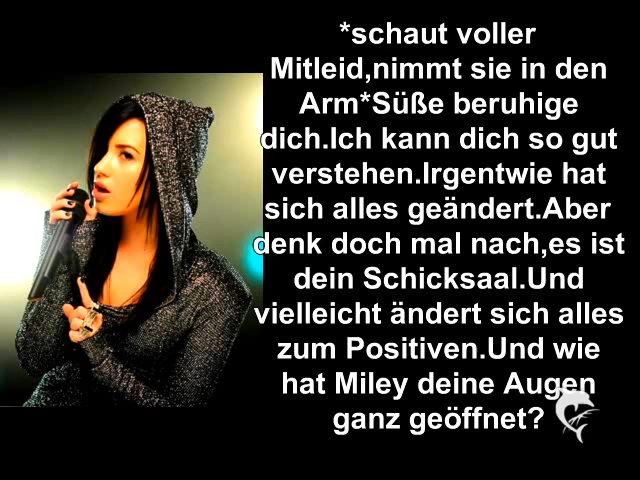 *schaut voller
Mitleid,nimmt sie in den
Arm*Süße beruhige
dich.Ich kann dich so gut
verstehen.Irgentwie hat
sich alles geändert.Aber
denk doch mal nach,es ist
dein Schicksaal.Und
vielleicht ändert sich alles
zum Positiven.Und wie
hat Miley deine Augen
ganz geöffnet?